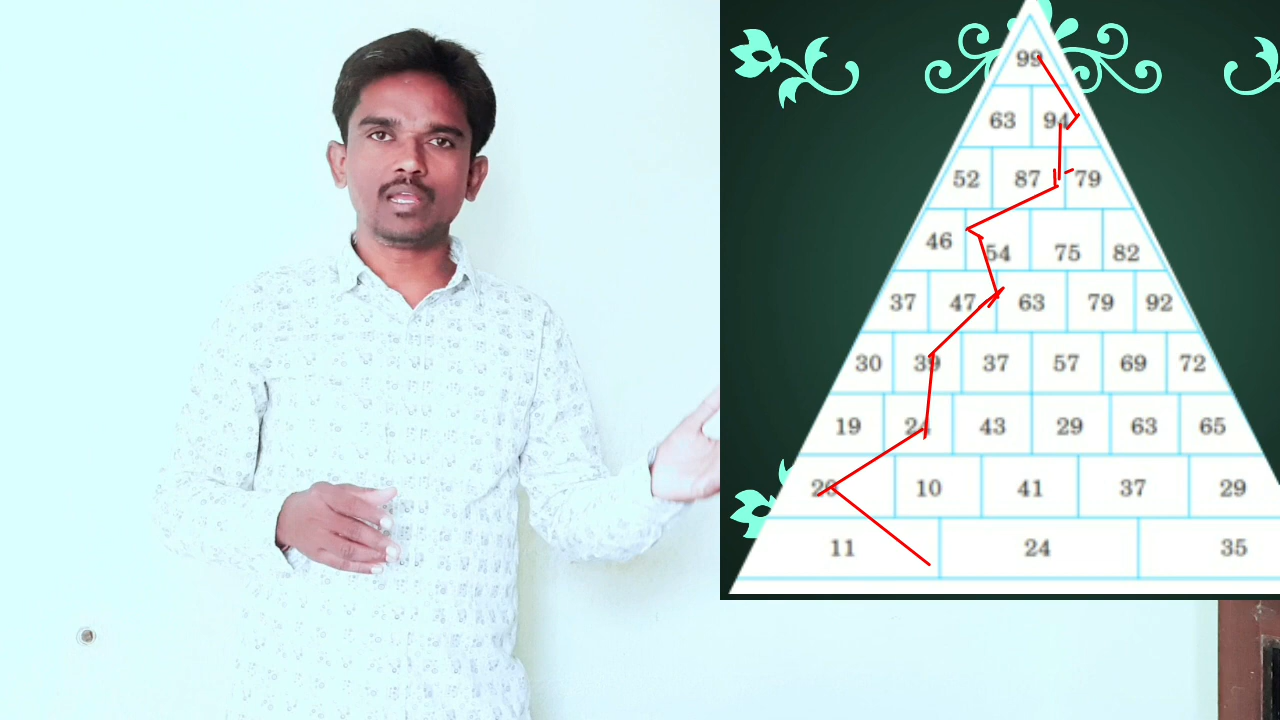 99
63 94
52 87 79
46 54 75 82
37 47 63 79 92
30 39 37 57 69 72
19 24 43 29 63 65
20 10 41 37 29
11 24 35